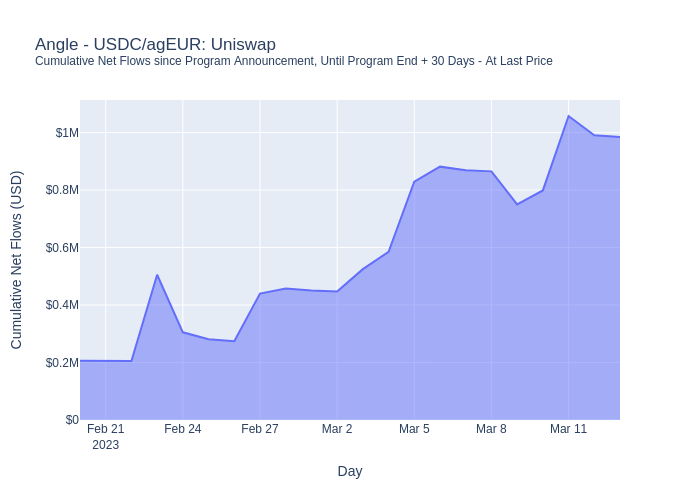 Angle - USDC/agEUR: Uniswap
Cumulative Net Flows since Program Announcement, Until Program End + 30 Days - At Last Price
Cumulative Net Flows (USD)
$1M
$0.8M
$0.6M
$0.4M
$0.2M
$0
Feb 21
2023
Feb 24
Feb 27
Mar 2
Mar 5
Mar 8
Mar 11
Day